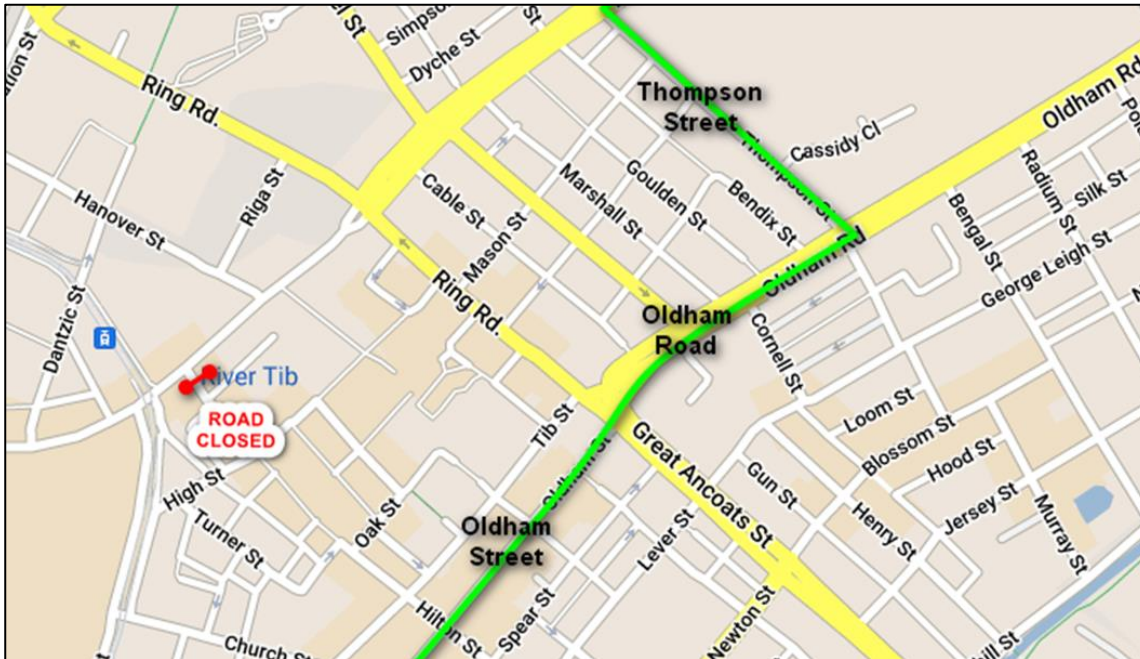 Simpson
Dyche St
Ring Rd.
Thompson
Street
Thompson St
Cassidy Cl
Oldham Rd
Hanover St
Riga St
Cable St
Mason St
Marshall St
Goulden St
Bendix St
Radium St
Silk St
Bengal St
George Leigh St
Oldham Rd
Dantzic St
Ring Rd.
Oldham
Road
Cornell St
River Tib
ROAD
CLOSED
Tib St
Loom St
Blossom St
Hood St
Great Ancoats St
Gun St
Henry St
Jersey St
Murray St
High St
Turner St
Oak St
Oldham St
Oldham
Street
Lever St
Hilton St
Spear St
Newton St
Church St